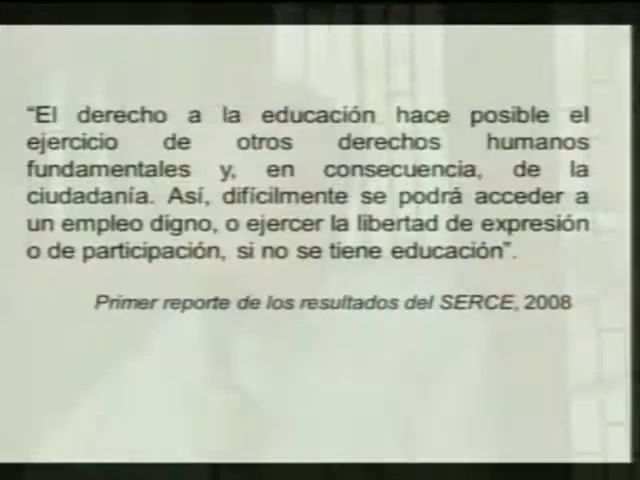 “El derecho a la educación hace posible el
ejercicio de otros derechos humanos
fundamentales y, en consecuencia, de la
ciudadanía. Así, difícilmente se podrá acceder a
un empleo digno, o ejercer la libertad de expresión
o de participación, si no se tiene educación”.
Primer reporte de los resultados del SERCE, 2008